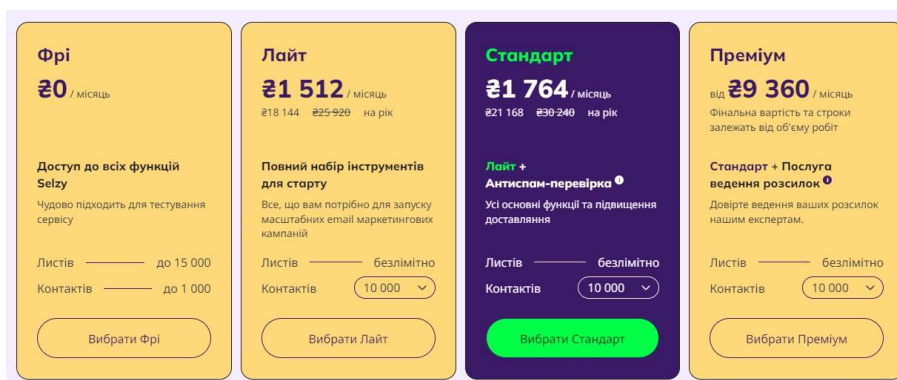 Фрі
₴0 / місяць
Доступ до всіх функцій
Selzy
Чудово підходить для тестування
сервісу
Листів до 15 000
Контактів до 1 000
Вибрати Фрі
Лайт
₴1 512 / місяць
₴18 144 ₴25 920 на рік
Повний набір інструментів
для старту
Все, що вам потрібно для запуску
масштабних email маркетингових
кампаній
Листів безлімітно
Контактів 10 000
Вибрати Лайт
Стандарт
₴1 764 / місяць
₴21 168 ₴30 240 на рік
Лайт +
Антиспам-перевірка
Усі основні функції та підвищення
доставляння
Листів безлімітно
Контактів 10 000
Вибрати Стандарт
Преміум
від ₴9 360 / місяць
Фінальна вартість та строки
залежать від об'єму робіт
Стандарт + Послуга
ведення розсилок
Довірте ведення ваших розсилок
нашим експертам.
Листів безлімітно
Контактів 10 000
Вибрати Преміум